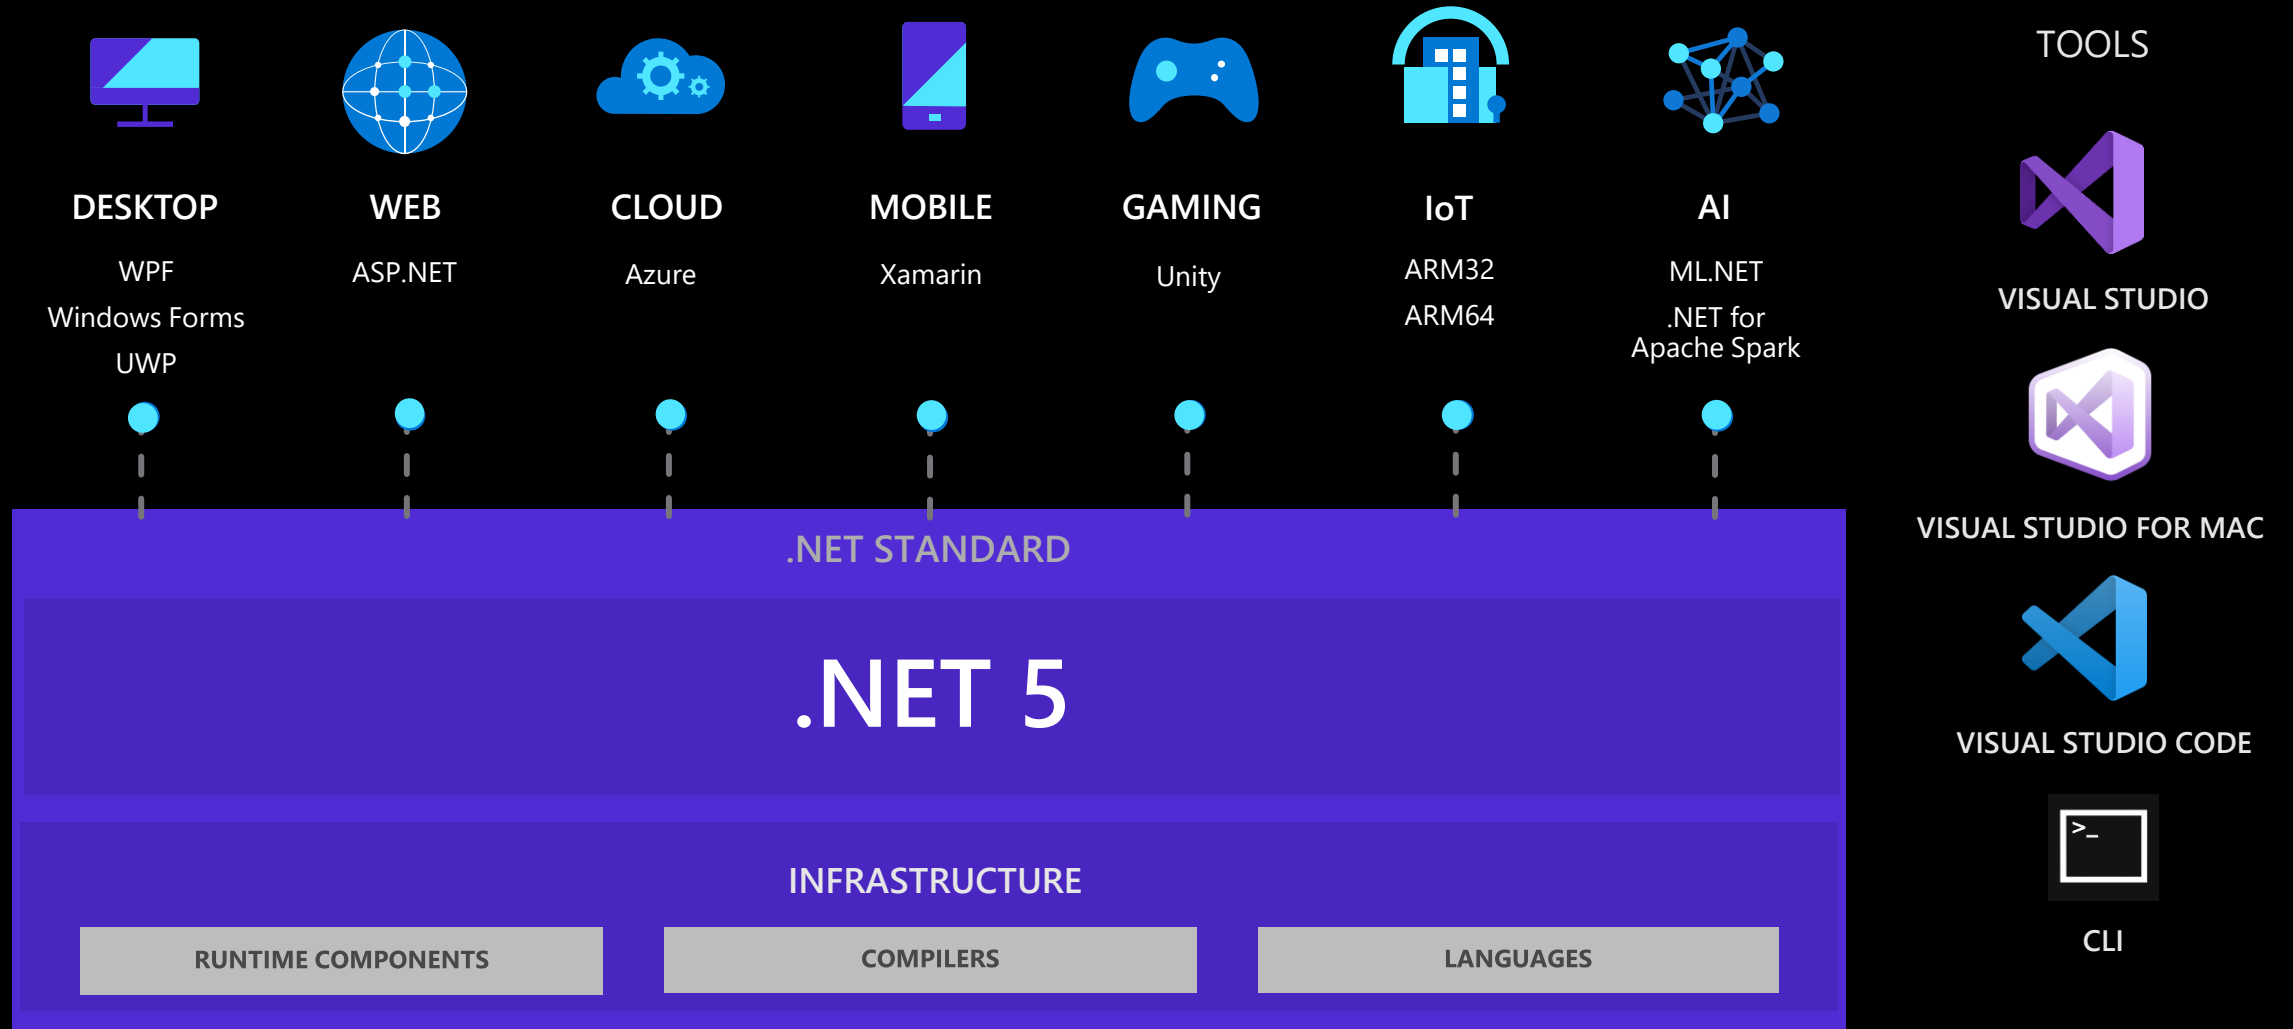 DESKTOP
WPF
Windows Forms
UWP
WEB
ASP.NET
CLOUD
Azure
MOBILE
Xamarin
GAMING
Unity
IoT
ARM32
ARM64
AI
ML.NET
.NET for
Apache Spark
.NET STANDARD
.NET 5
INFRASTRUCTURE
RUNTIME COMPONENTS
COMPILERS
LANGUAGES
TOOLS
VISUAL STUDIO
VISUAL STUDIO FOR MAC
VISUAL STUDIO CODE
>_
CLI